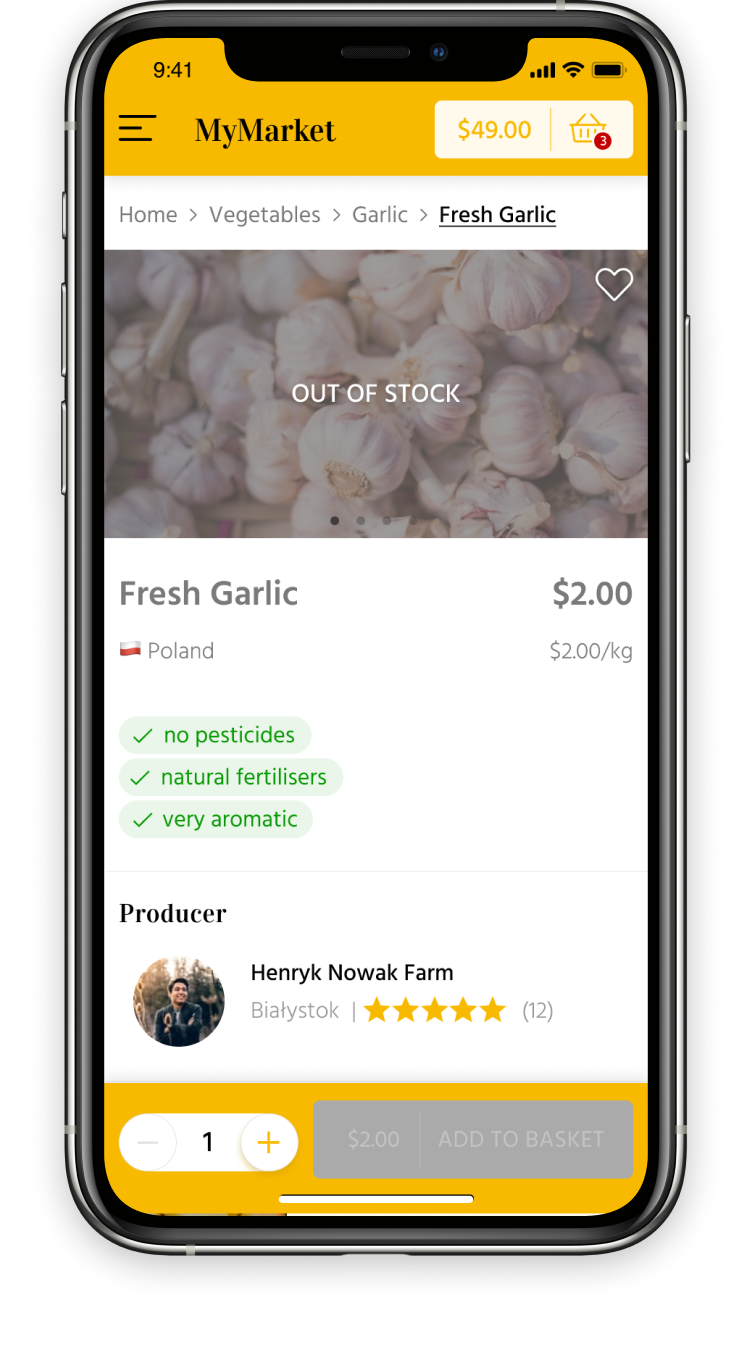 9:41
MyMarket $49.00 3
Home > Vegetables > Garlic > Fresh Garlic
OUT OF STOCK
Fresh Garlic $2.00
Poland $2.00/kg
no pesticides
natural fertilisers
very aromatic
Producer
Henryk Nowak Farm
Białystok | (12)
1 $2.00 ADD TO BASKET